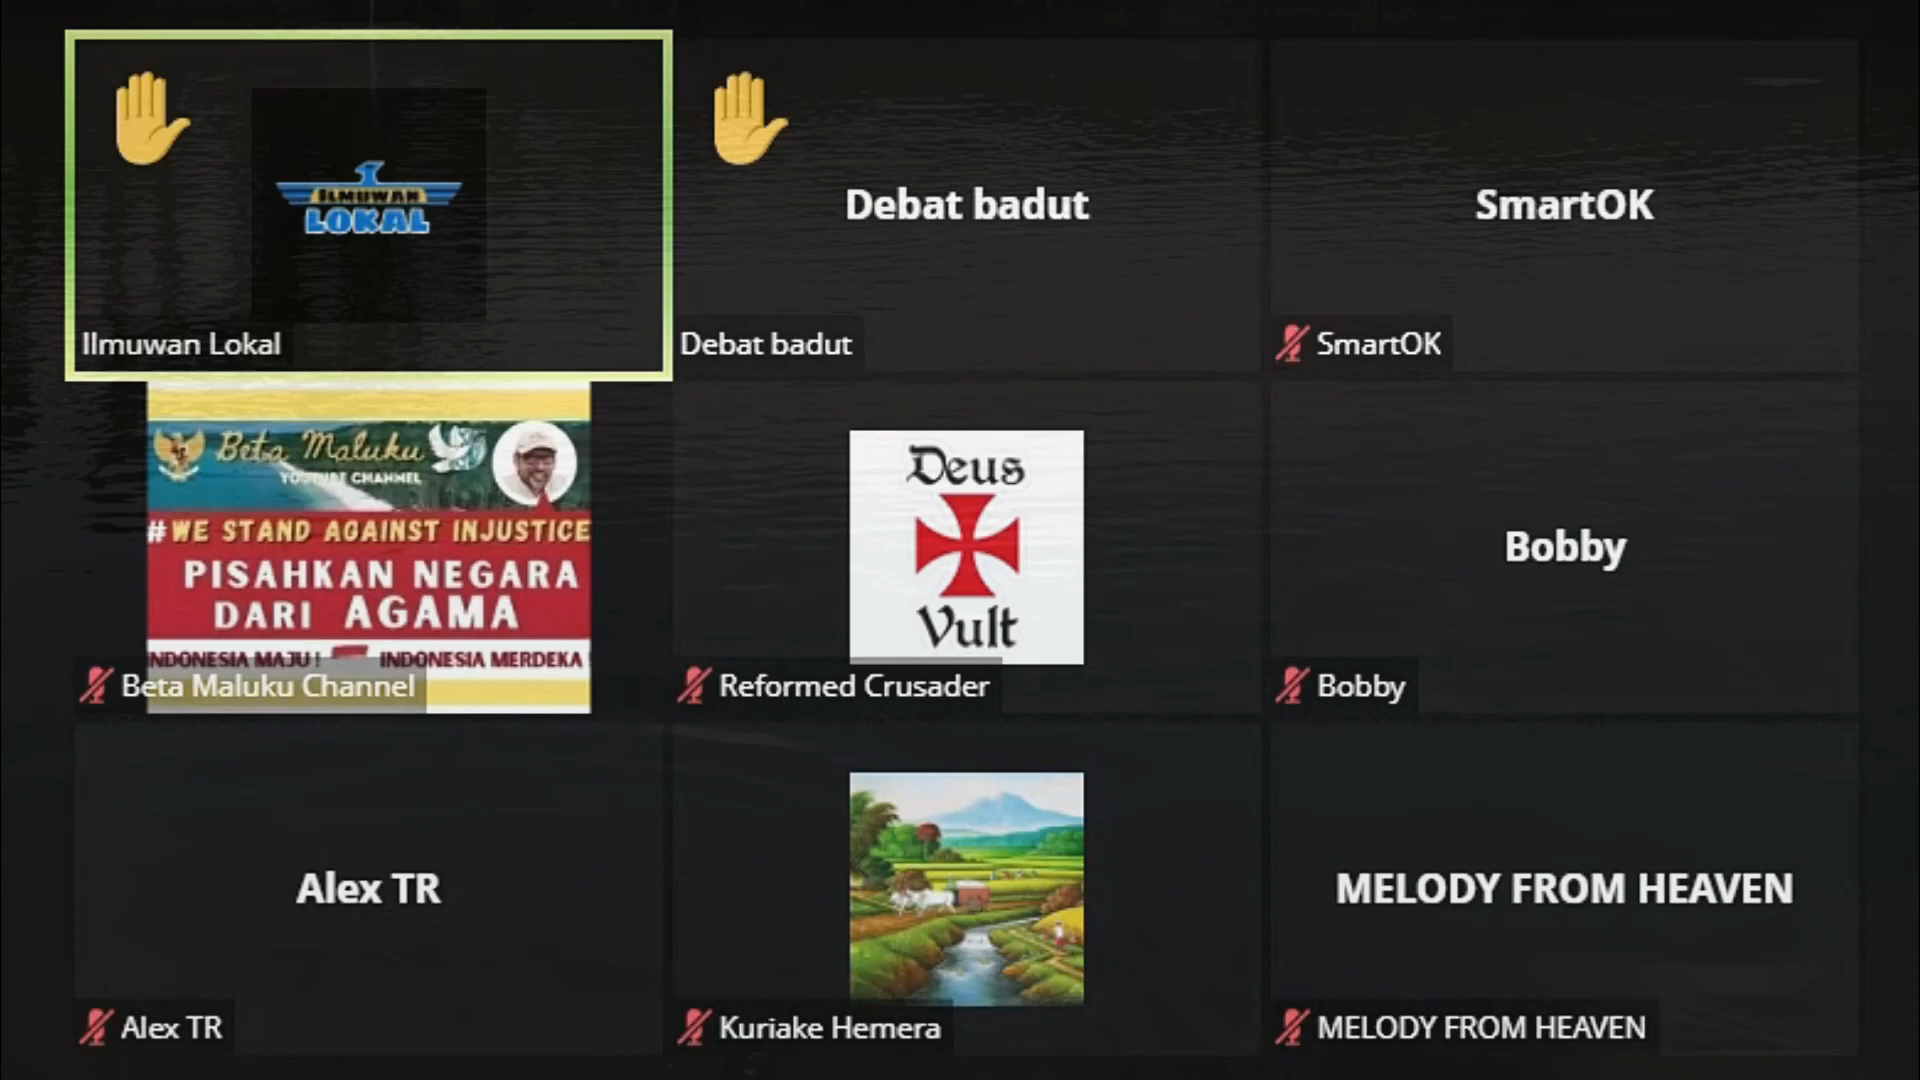 ILMUWAN
LOKAL
Ilmuwan Lokal
Debat badut
Debat badut
SmartOK
SmartOK
Beta Maluku
YOUTUBE CHANNEL
#WE STAND AGAINST INJUSTICE
PISAHKAN NEGARA
DARI AGAMA
NDONESIA MAJU! INDONESIA MERDEKA!
Beta Maluku Channel
Deus
Vult
Reformed Crusader
Bobby
Bobby
Alex TR
Alex TR
Kuriake Hemera
MELODY FROM HEAVEN
MELODY FROM HEAVEN